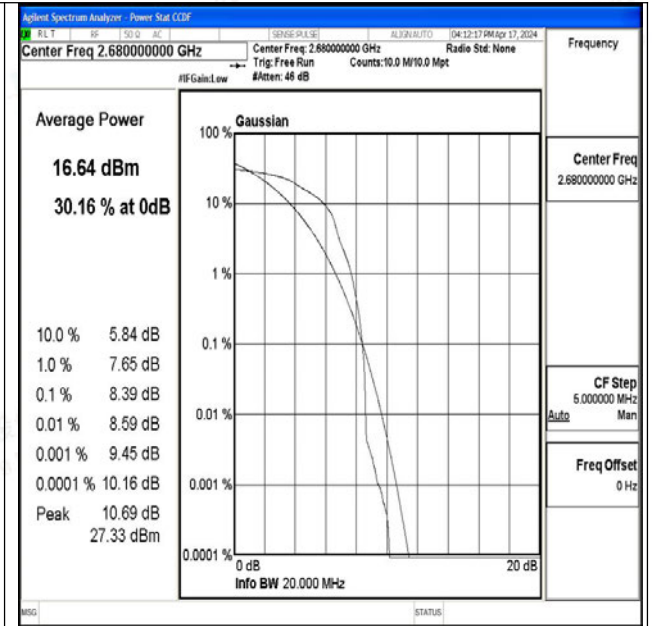 Agilent Spectrum Analyzer - Power Stat CCDF
RLT RF 50 Ω AC SENSE:PULSE ALIGN AUTO 04:12:17 PM Apr 17, 2024
Center Freq 2.680000000 GHz
Center Freq: 2.680000000 GHz Radio Std: None
Trig: Free Run Counts:10.0 M/10.0 Mpt
#IFGain:Low #Atten: 46 dB
Frequency
Average Power
16.64 dBm
30.16 % at 0dB
10.0 % 5.84 dB
1.0 % 7.65 dB
0.1 % 8.39 dB
0.01 % 8.59 dB
0.001 % 9.45 dB
0.0001 % 10.16 dB
Peak 10.69 dB
27.33 dBm
Gaussian
100 %
10 %
1 %
0.1 %
0.01 %
0.001 %
0.0001 %
0 dB 20 dB
Info BW 20.000 MHz
Center Freq
2.680000000 GHz
CF Step
5.000000 MHz
Auto Man
Freq Offset
0 Hz
MSG STATUS